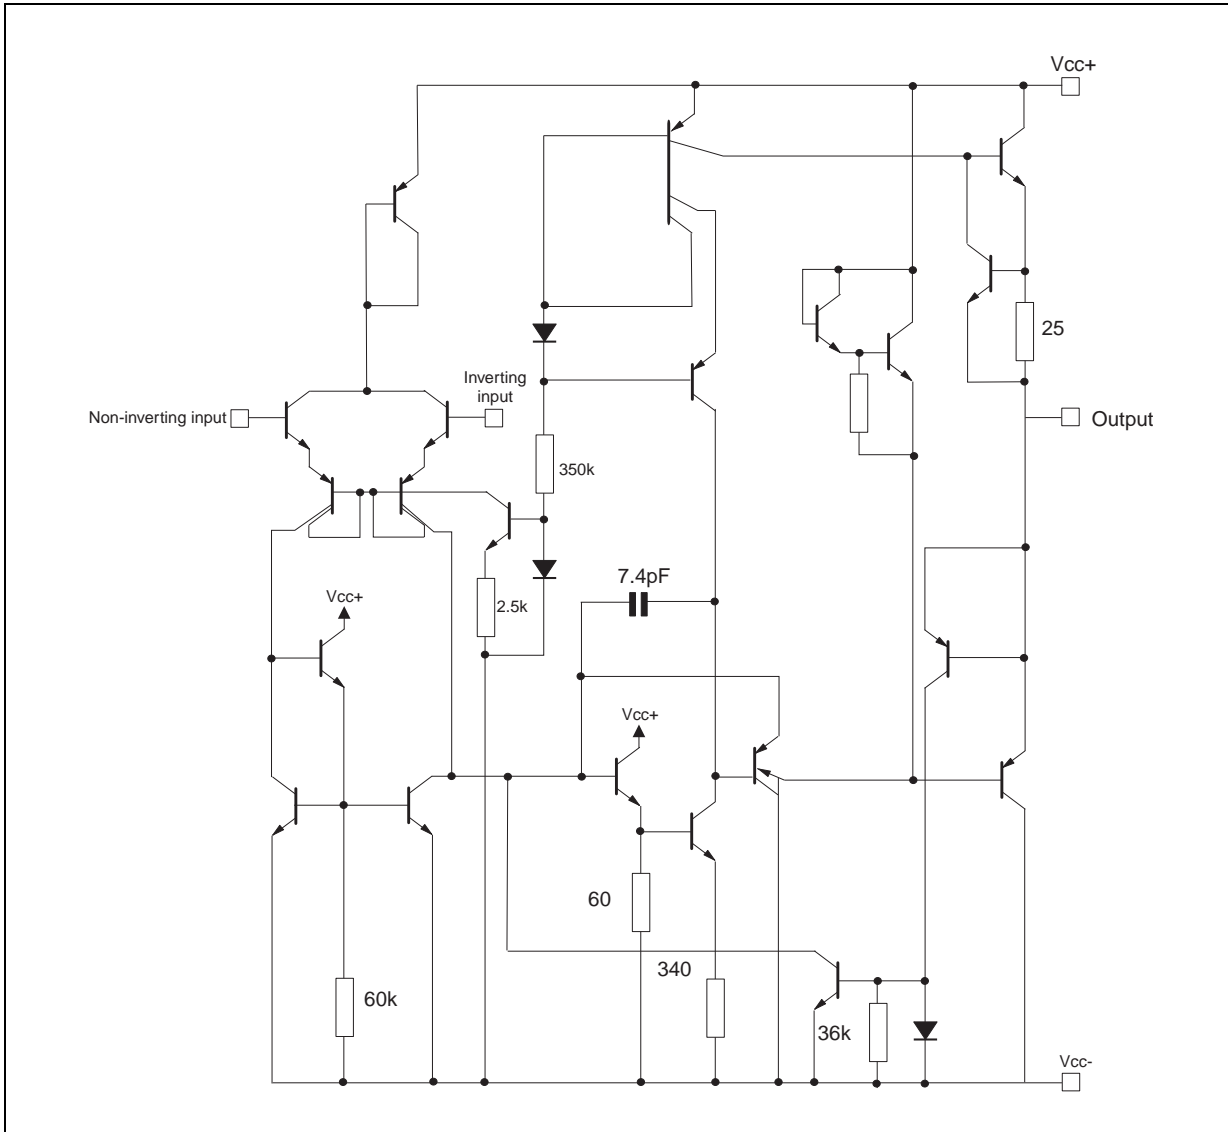 Vcc+
25
Inverting
input
Non-inverting input
Output
350k
7.4pF
Vcc+
2.5k
Vcc+
60
340
60k
36k
Vcc-